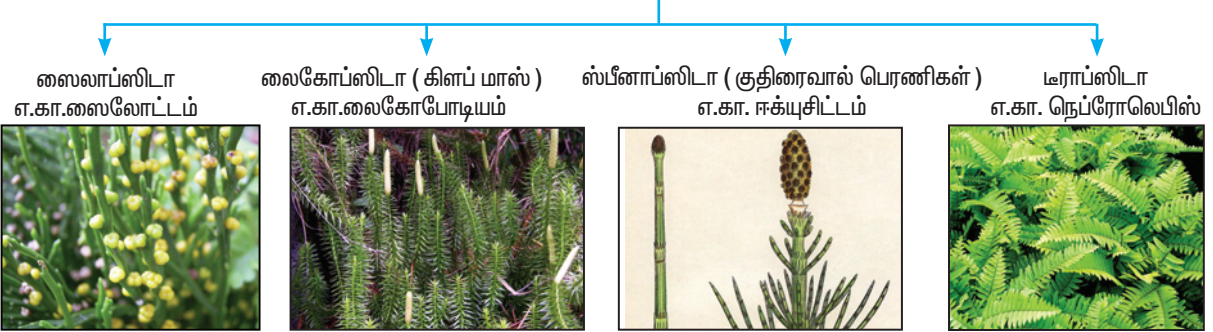 ஸைலாப்ஸிடா
எ.கா.ஸைலோட்டம்
லைகோப்ஸிடா ( கிளப் மாஸ் )
எ.கா.லைகோபோடியம்
ஸ்பீனாப்ஸிடா ( குதிரைவால் பெரணிகள் )
எ.கா. ஈக்யுசிட்டம்
டீராப்ஸிடா
எ.கா. நெப்ரோலெபிஸ்